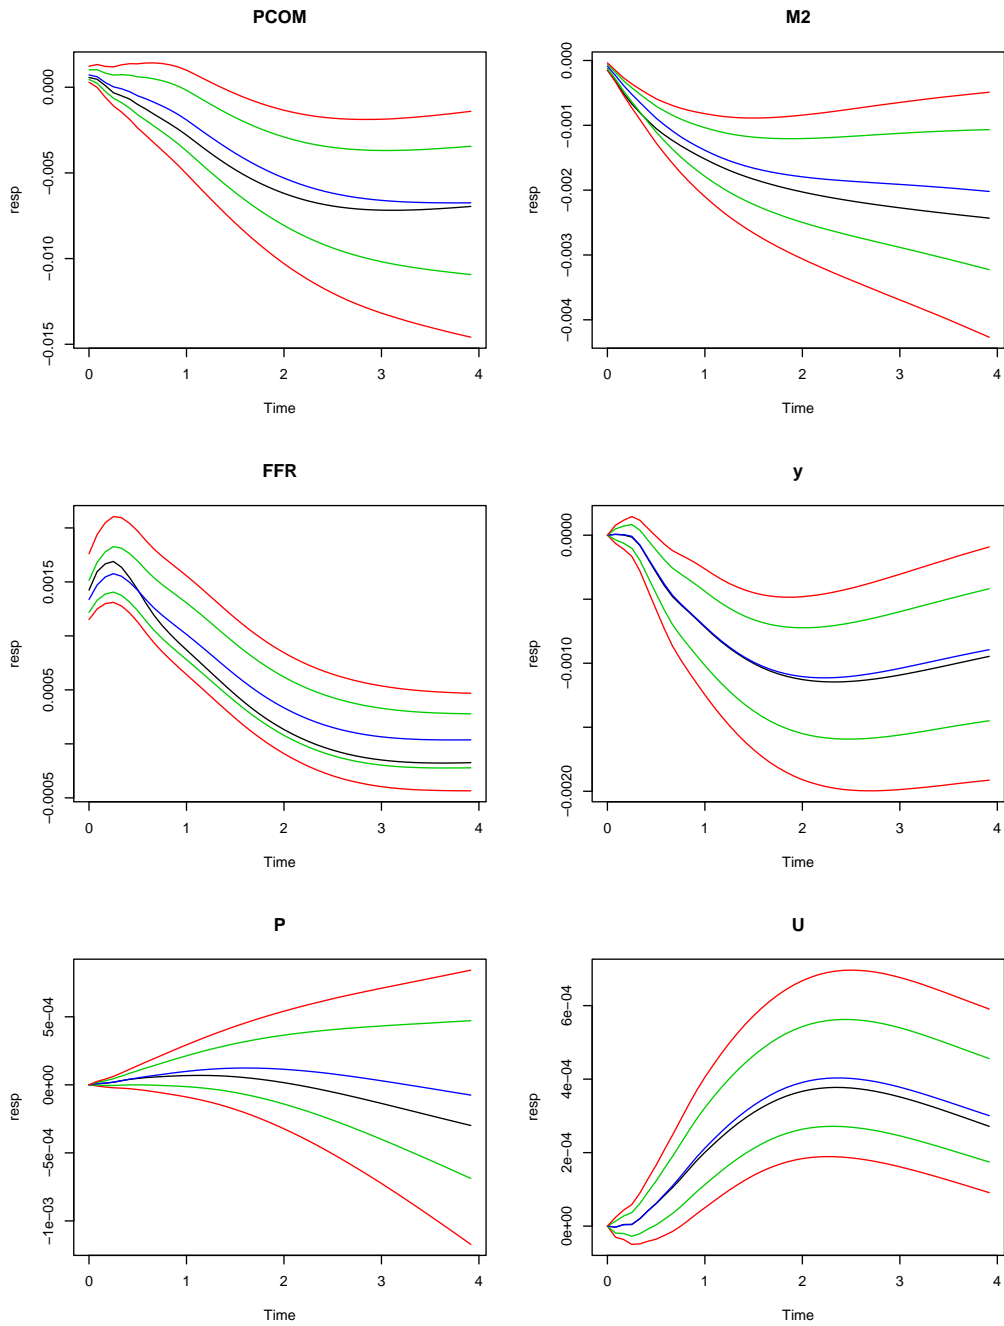 PCOM
resp
0.000
−0.005
−0.010
−0.015
0 1 2 3 4
Time
M2
resp
0.000
−0.001
−0.002
−0.003
−0.004
0 1 2 3 4
Time
FFR
resp
0.0015
0.0005
−0.0005
0 1 2 3 4
Time
y
resp
0.0000
−0.0010
−0.0020
0 1 2 3 4
Time
P
resp
5e−04
0e+00
−5e−04
−1e−03
0 1 2 3 4
Time
U
resp
6e−04
4e−04
2e−04
0e+00
0 1 2 3 4
Time